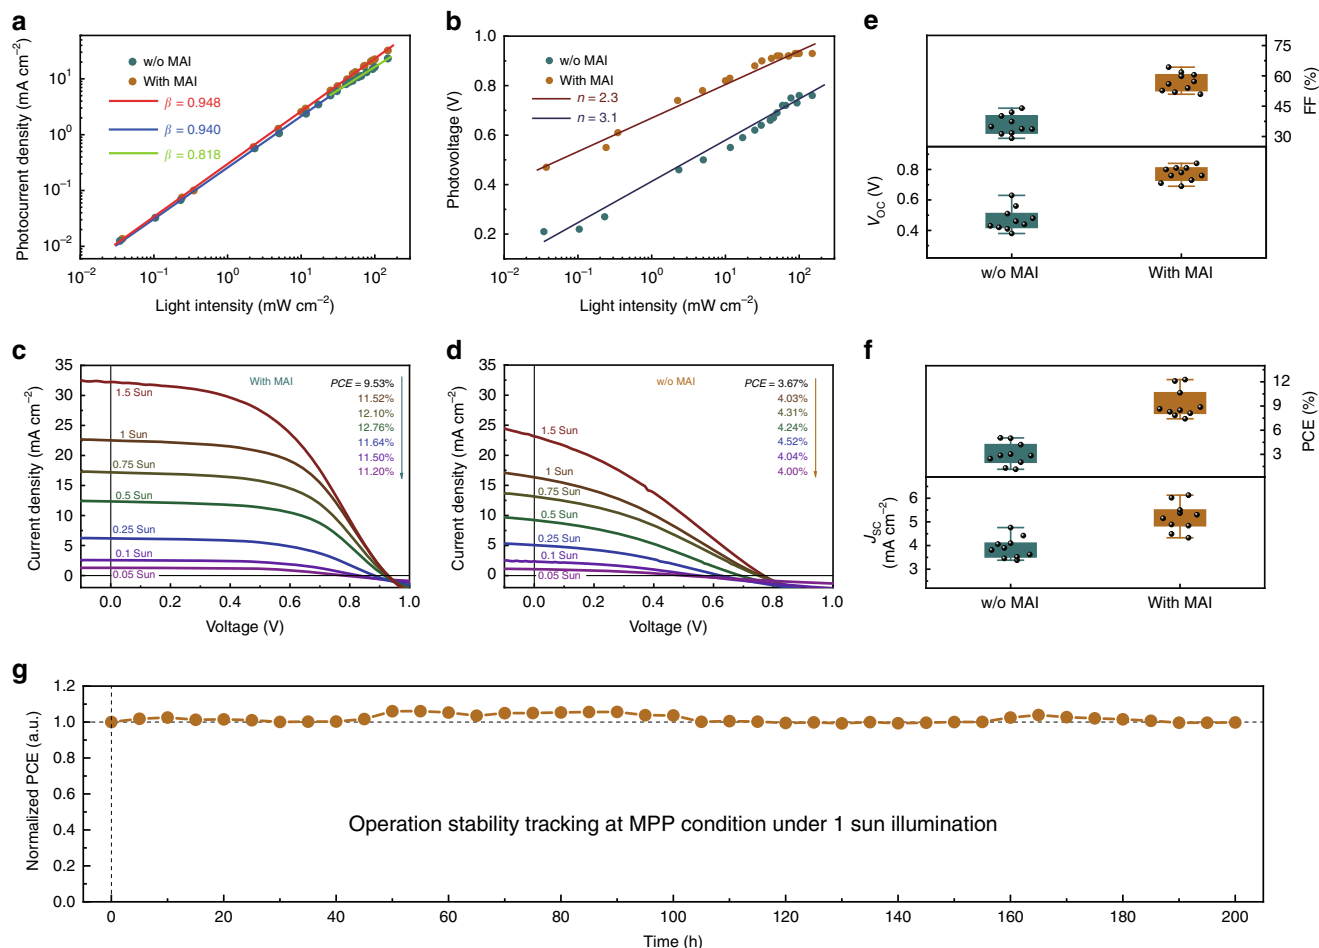 a
Photocurrent density (mA cm⁻²)
10¹
10⁰
10⁻¹
10⁻²
w/o MAI
With MAI
β = 0.948
β = 0.940
β = 0.818
10⁻² 10⁻¹ 10⁰ 10¹ 10²
Light intensity (mW cm⁻²)
b
Photovoltage (V)
1.0
0.8
0.6
0.4
0.2
w/o MAI
With MAI
n = 2.3
n = 3.1
10⁻² 10⁻¹ 10⁰ 10¹ 10²
Light intensity (mW cm⁻²)
e
75
60
45
30
FF (%)
0.8
0.4
V_OC (V)
w/o MAI With MAI
c
Current density (mA cm⁻²)
35
30
25
20
15
10
5
0
With MAI
PCE = 9.53%
11.52%
12.10%
12.76%
11.64%
11.50%
11.20%
1.5 Sun
1 Sun
0.75 Sun
0.5 Sun
0.25 Sun
0.1 Sun
0.05 Sun
0.0 0.2 0.4 0.6 0.8 1.0
Voltage (V)
d
Current density (mA cm⁻²)
35
30
25
20
15
10
5
0
w/o MAI
PCE = 3.67%
4.03%
4.31%
4.24%
4.52%
4.04%
4.00%
1.5 Sun
1 Sun
0.75 Sun
0.5 Sun
0.25 Sun
0.1 Sun
0.05 Sun
0.0 0.2 0.4 0.6 0.8 1.0
Voltage (V)
f
12
9
6
3
PCE (%)
6
5
4
3
J_SC
(mA cm⁻²)
w/o MAI With MAI
g
Normalized PCE (a.u.)
1.2
1.0
0.8
0.6
0.4
0.2
0.0
Operation stability tracking at MPP condition under 1 sun illumination
0 20 40 60 80 100 120 140 160 180 200
Time (h)